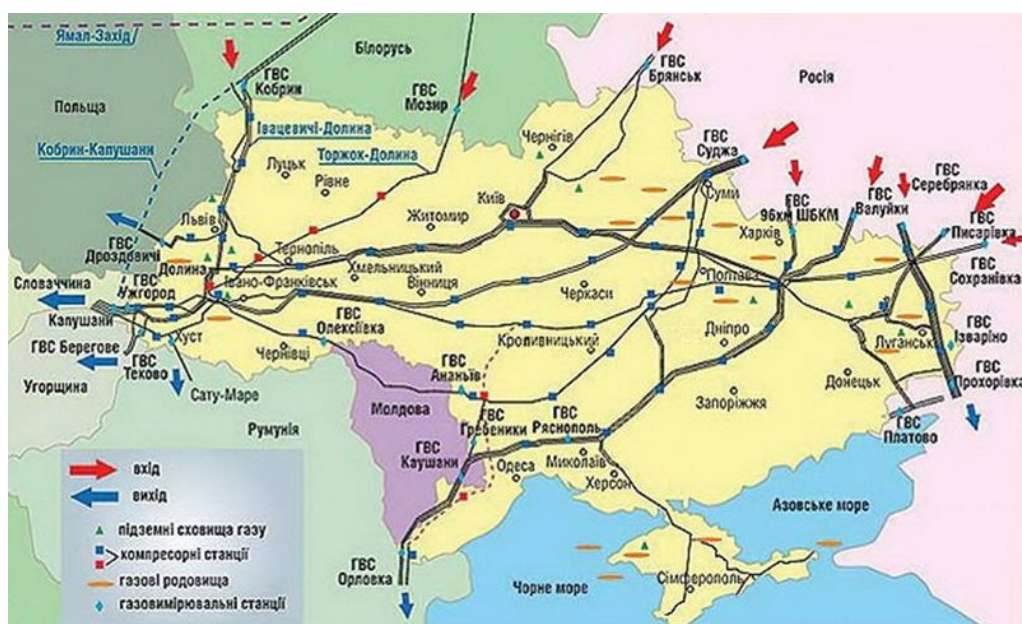 Ямал-Захід
Білорусь
ГВС
Кобрин
ГВС
Мозир
ГВС
Брянськ
Росія
Польща
Івацевичі-Долина
Кобрин-Капушани
Торжок-Долина
Чернігів
ГВС
Суджа
Луцьк
Рівне
Київ
Суми
ГВС
96км ШБКМ
ГВС
Валуйки
ГВС
Серебрянка
ГВС
Писарівка
Львів
Житомир
Харків
ГВС
Дроздовичі
Долина
Тернопіль
Хмельницький
Полтава
ГВС
Сохранівка
Словаччина
ГВС
Ужгород
Івано-Франківськ
Вінниця
Черкаси
Капушани
Хуст
ГВС
Олексіївка
Дніпро
Луганськ
ГВС
Ізваріно
ГВС Берегове
ГВС
Теково
Чернівці
Кропивницький
ГВС
Ананьїв
Донецьк
ГВС
Прохорівка
Угорщина
Сату-Маре
Молдова
Запоріжжя
ГВС
Платово
Румунія
ГВС
Гребеники
ГВС
Ряснополь
ГВС
Каушани
Одеса
Миколаїв
Херсон
вхід
вихід
підземні сховища газу
компресорні станції
газові родовища
газовимірювальні станції
ГВС
Орловка
Азовське море
Чорне море
Сімферополь